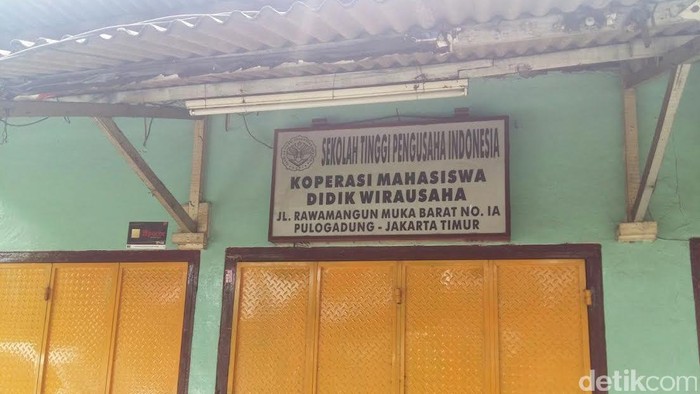 SEKOLAH TINGGI PENGUSAHA INDONESIA
KOPERASI MAHASISWA
DIDIK WIRAUSAHA
JL. RAWAMANGUN MUKA BARAT NO. IA
PULOGADUNG - JAKARTA TIMUR
detikcom